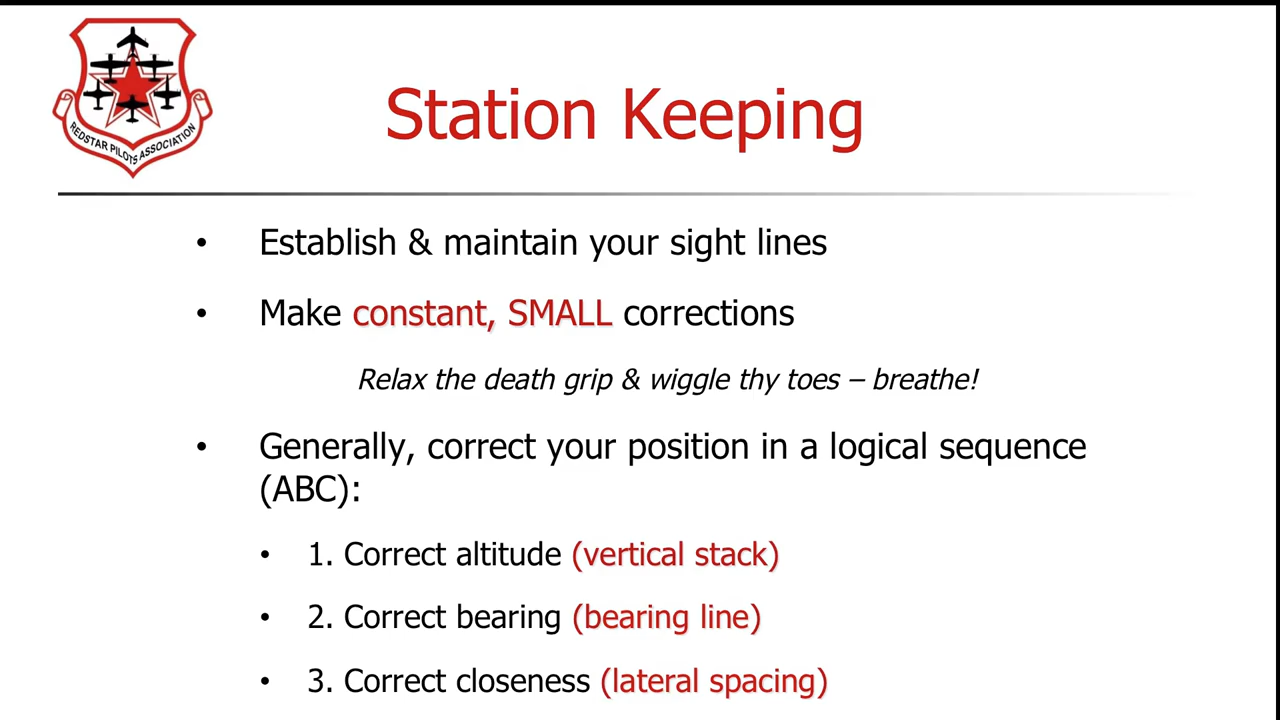 REDSTAR PILOTS ASSOCIATION
Station Keeping
• Establish & maintain your sight lines
• Make constant, SMALL corrections
Relax the death grip & wiggle thy toes – breathe!
• Generally, correct your position in a logical sequence
(ABC):
• 1. Correct altitude (vertical stack)
• 2. Correct bearing (bearing line)
• 3. Correct closeness (lateral spacing)